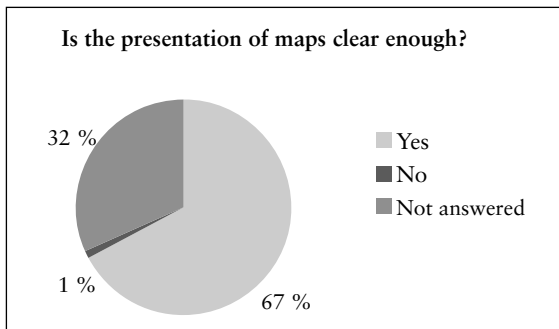 Is the presentation of maps clear enough?
32 %
Yes
No
Not answered
1 %
67 %